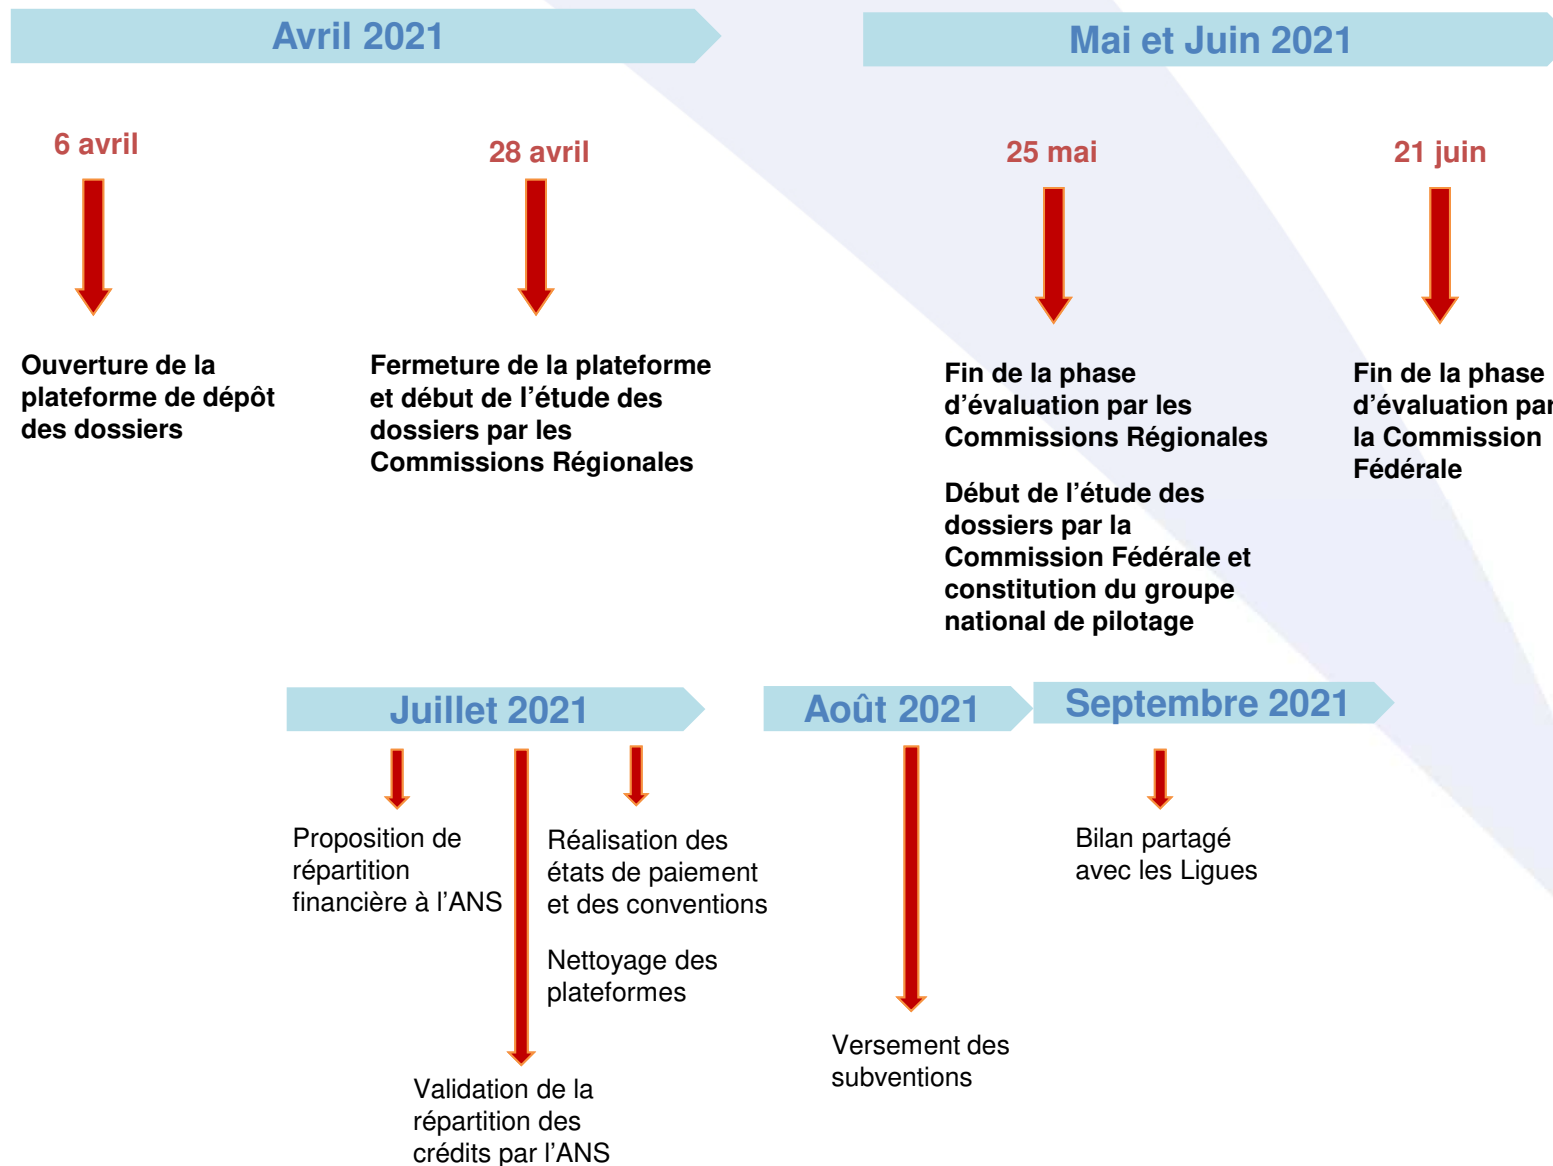 Avril 2021
Mai et Juin 2021
6 avril
28 avril
25 mai
21 juin
Ouverture de la
plateforme de dépôt
des dossiers
Fermeture de la plateforme
et début de l’étude des
dossiers par les
Commissions Régionales
Fin de la phase
d’évaluation par les
Commissions Régionales
Début de l’étude des
dossiers par la
Commission Fédérale et
constitution du groupe
national de pilotage
Fin de la phase
d’évaluation par
la Commission
Fédérale
Juillet 2021
Août 2021
Septembre 2021
Proposition de
répartition
financière à l’ANS
Validation de la
répartition des
crédits par l’ANS
Réalisation des
états de paiement
et des conventions
Nettoyage des
plateformes
Versement des
subventions
Bilan partagé
avec les Ligues